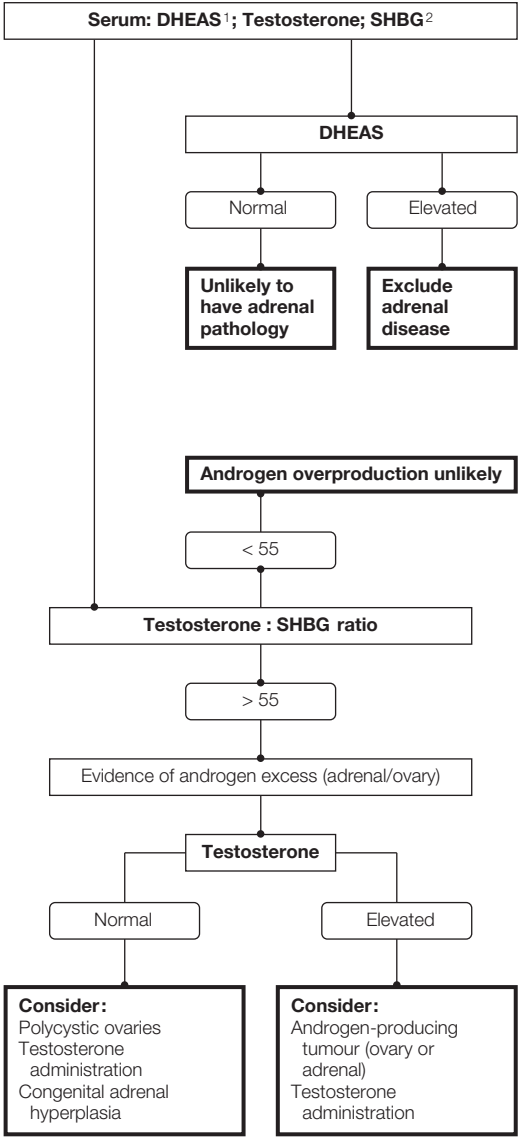 Serum: DHEAS¹; Testosterone; SHBG²
DHEAS
Normal
Elevated
Unlikely to
have adrenal
pathology
Exclude
adrenal
disease
Androgen overproduction unlikely
< 55
Testosterone : SHBG ratio
> 55
Evidence of androgen excess (adrenal/ovary)
Testosterone
Normal
Elevated
Consider:
Polycystic ovaries
Testosterone
administration
Congenital adrenal
hyperplasia
Consider:
Androgen-producing
tumour (ovary or
adrenal)
Testosterone
administration